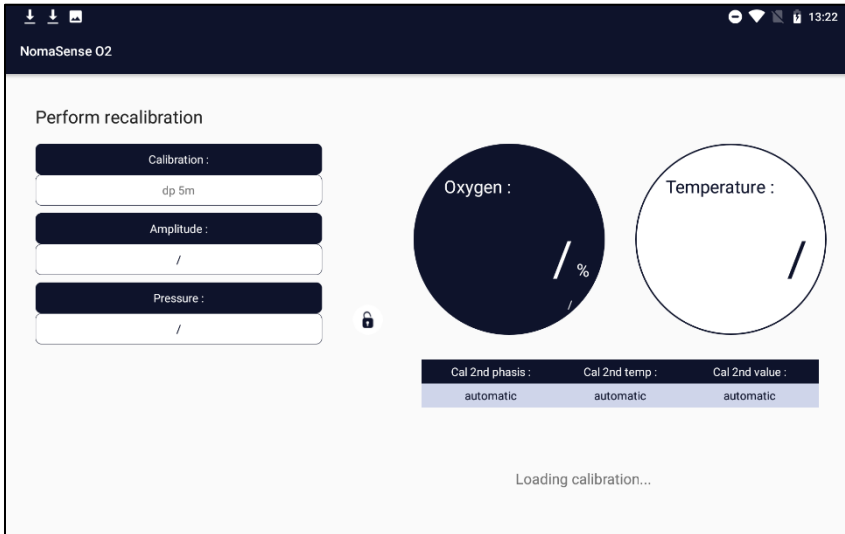 13:22
NomaSense O2
Perform recalibration
Calibration :
dp 5m
Amplitude :
/
Pressure :
/
Oxygen :
/ %
/
Temperature :
/
Cal 2nd phasis : Cal 2nd temp : Cal 2nd value :
automatic automatic automatic
Loading calibration...